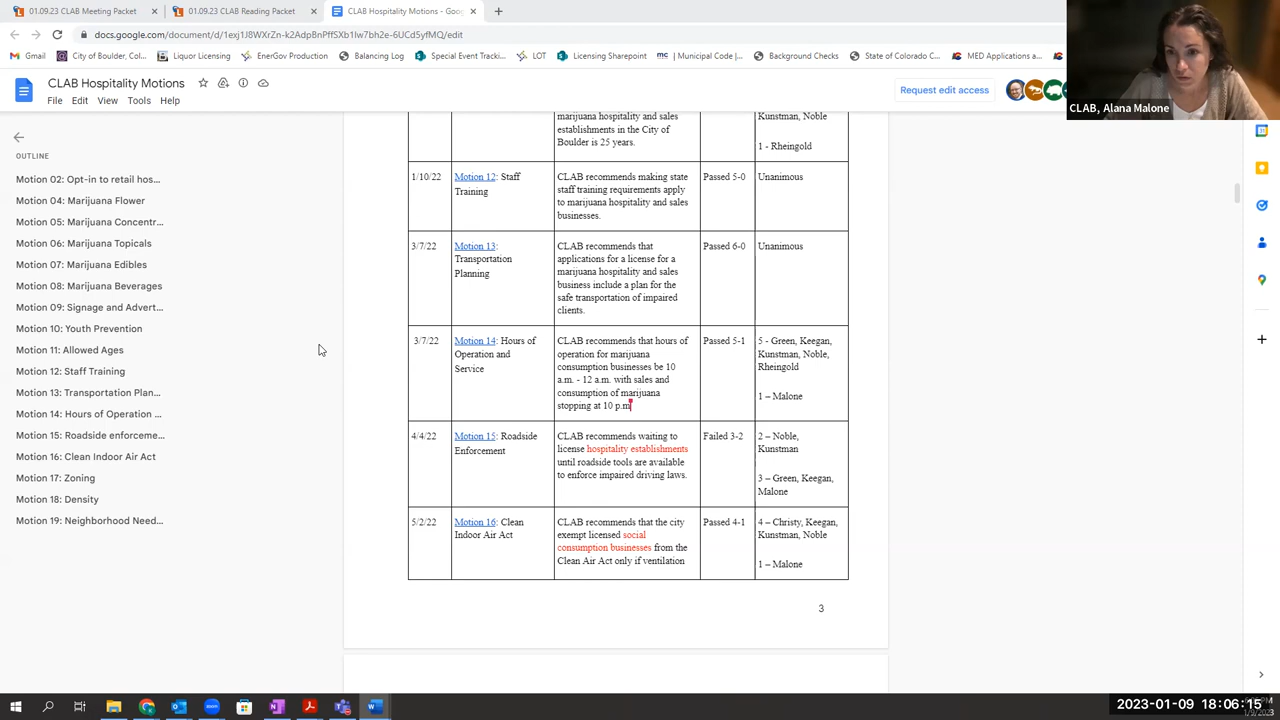 01.09.23 CLAB Meeting Packet
01.09.23 CLAB Reading Packet
CLAB Hospitality Motions - Goo
docs.google.com/document/d/1exj1J8WXrZn-k2AdpBnPffSXb1Iw7bh2e-6UCd5yfMQ/edit
Gmail
City of Boulder, Col...
Liquor Licensing
EnerGov Production
Balancing Log
Special Event Tracki...
LOT
Licensing Sharepoint
mc
| Municipal Code |...
Background Checks
State of Colorado C...
MED Applications a...
CLAB, Alana Malone
CLAB Hospitality Motions
File Edit View Tools Help
Request edit access
OUTLINE
Motion 02: Opt-in to retail hos...
Motion 04: Marijuana Flower
Motion 05: Marijuana Concentr...
Motion 06: Marijuana Topicals
Motion 07: Marijuana Edibles
Motion 08: Marijuana Beverages
Motion 09: Signage and Advert...
Motion 10: Youth Prevention
Motion 11: Allowed Ages
Motion 12: Staff Training
Motion 13: Transportation Plan...
Motion 14: Hours of Operation ...
Motion 15: Roadside enforceme...
Motion 16: Clean Indoor Air Act
Motion 17: Zoning
Motion 18: Density
Motion 19: Neighborhood Need...
marijuana hospitality and sales
establishments in the City of
Boulder is 25 years.
Kunstman, Noble
1 - Rheingold
1/10/22
Motion 12: Staff
Training
CLAB recommends making state
staff training requirements apply
to marijuana hospitality and sales
businesses.
Passed 5-0
Unanimous
3/7/22
Motion 13:
Transportation
Planning
CLAB recommends that
applications for a license for a
marijuana hospitality and sales
business include a plan for the
safe transportation of impaired
clients.
Passed 6-0
Unanimous
3/7/22
Motion 14: Hours of
Operation and
Service
CLAB recommends that hours of
operation for marijuana
consumption businesses be 10
a.m. - 12 a.m. with sales and
consumption of marijuana
stopping at 10 p.m
Passed 5-1
5 - Green, Keegan,
Kunstman, Noble,
Rheingold
1 – Malone
4/4/22
Motion 15: Roadside
Enforcement
CLAB recommends waiting to
license hospitality establishments
until roadside tools are available
to enforce impaired driving laws.
Failed 3-2
2 – Noble,
Kunstman
3 – Green, Keegan,
Malone
5/2/22
Motion 16: Clean
Indoor Air Act
CLAB recommends that the city
exempt licensed social
consumption businesses from the
Clean Air Act only if ventilation
Passed 4-1
4 – Christy, Keegan,
Kunstman, Noble
1 – Malone
3
2023-01-09 18:06:15